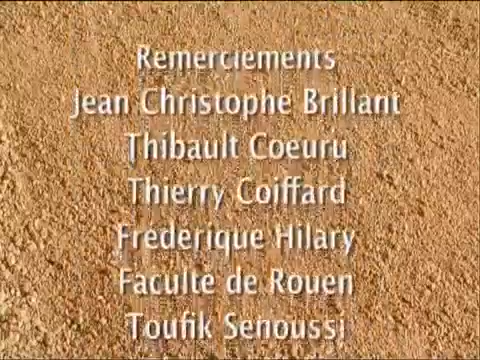 Remerciements
Jean Christophe Brillant
Thibault Coeuru
Thierry Coiffard
Frederique Hilary
Faculte de Rouen
Toufik Senoussi